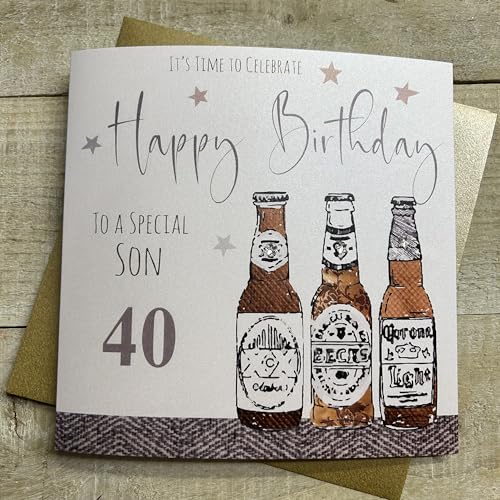 It's Time to Celebrate
Happy Birthday
To a Special
Son
40
BECKS
Corona
Light